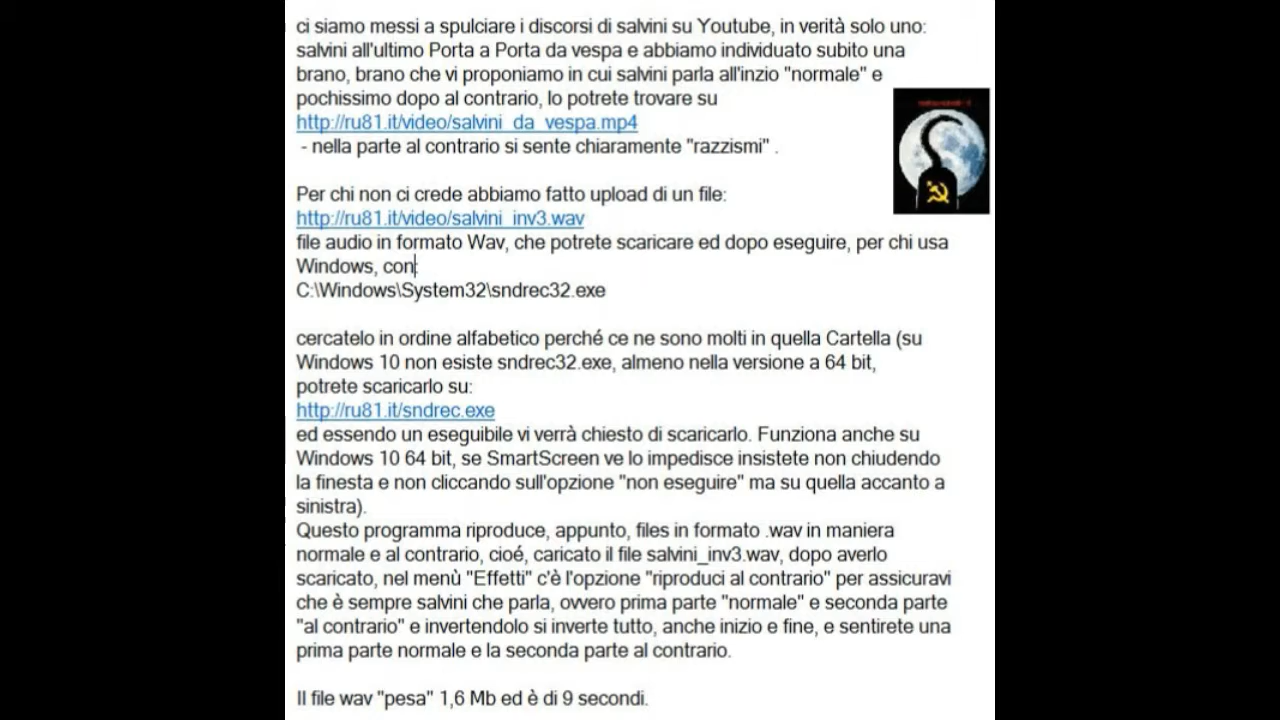 ci siamo messi a spulciare i discorsi di salvini su Youtube, in verità solo uno:
salvini all'ultimo Porta a Porta da vespa e abbiamo individuato subito una
brano, brano che vi proponiamo in cui salvini parla all'inzio "normale" e
pochissimo dopo al contrario, lo potrete trovare su
http://ru81.it/video/salvini_da_vespa.mp4
- nella parte al contrario si sente chiaramente "razzismi" .
Per chi non ci crede abbiamo fatto upload di un file:
http://ru81.it/video/salvini_inv3.wav
file audio in formato Wav, che potrete scaricare ed dopo eseguire, per chi usa
Windows, con:
C:\Windows\System32\sndrec32.exe
cercatelo in ordine alfabetico perché ce ne sono molti in quella Cartella (su
Windows 10 non esiste sndrec32.exe, almeno nella versione a 64 bit,
potrete scaricarlo su:
http://ru81.it/sndrec.exe
ed essendo un eseguibile vi verrà chiesto di scaricarlo. Funziona anche su
Windows 10 64 bit, se SmartScreen ve lo impedisce insistete non chiudendo
la finesta e non cliccando sull'opzione "non eseguire" ma su quella accanto a
sinistra).
Questo programma riproduce, appunto, files in formato .wav in maniera
normale e al contrario, cioé, caricato il file salvini_inv3.wav, dopo averlo
scaricato, nel menù "Effetti" c'è l'opzione "riproduci al contrario" per assicuravi
che è sempre salvini che parla, ovvero prima parte "normale" e seconda parte
"al contrario" e invertendolo si inverte tutto, anche inizio e fine, e sentirete una
prima parte normale e la seconda parte al contrario.
Il file wav "pesa" 1,6 Mb ed è di 9 secondi.